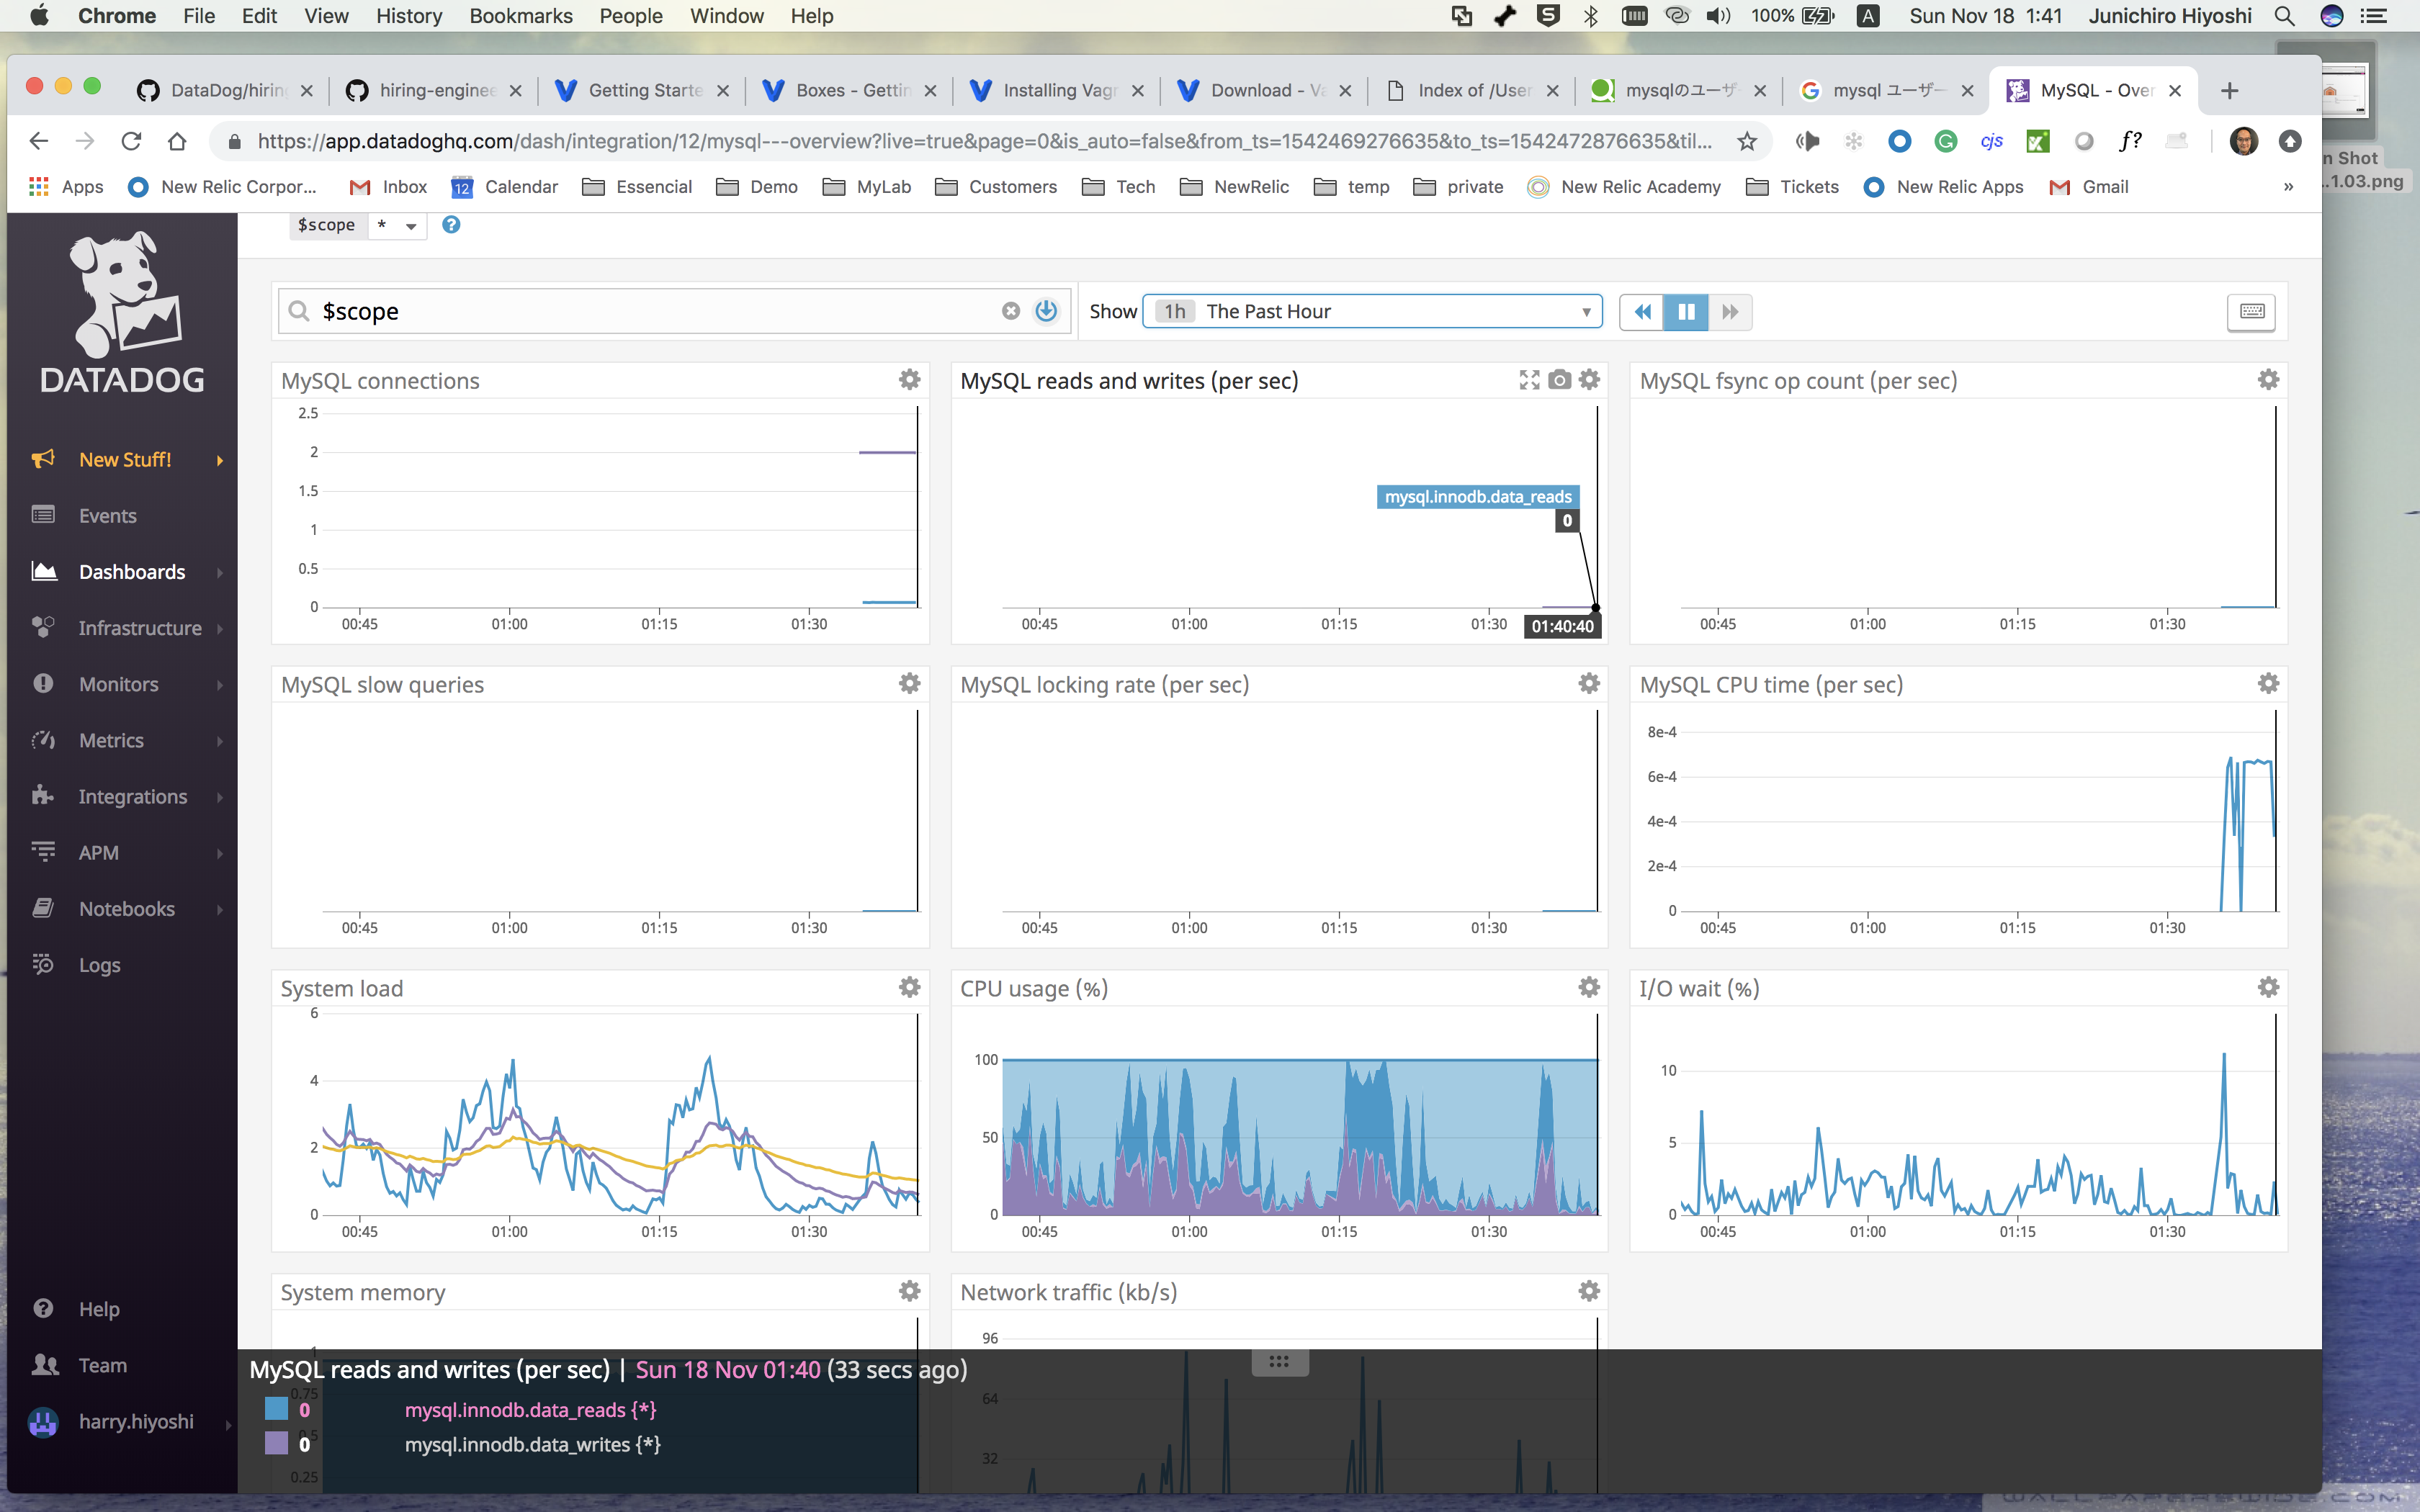 Chrome File Edit View History Bookmarks People Window Help 100% A Sun Nov 18 1:41 Junichiro Hiyoshi
DataDog/hirin hiring-enginee Getting Starte Boxes - Gettin Installing Vagr Download - Va Index of /User mysqlのユーザ mysql ユーザー MySQL - Over
https://app.datadoghq.com/dash/integration/12/mysql---overview?live=true&page=0&is_auto=false&from_ts=1542469276635&to_ts=1542472876635&til...
cjs f?
Apps New Relic Corpor... Inbox 12 Calendar Essencial Demo MyLab Customers Tech NewRelic temp private New Relic Academy Tickets New Relic Apps Gmail »
n Shot
...1.03.png
DATADOG
New Stuff!
Events
Dashboards
Infrastructure
Monitors
Metrics
Integrations
APM
Notebooks
Logs
Help
Team
harry.hiyoshi
$scope * ?
$scope
Show 1h The Past Hour
MySQL connections
2.5
2
1.5
1
0.5
0
00:45 01:00 01:15 01:30
MySQL reads and writes (per sec)
mysql.innodb.data_reads
0
00:45 01:00 01:15 01:30 01:40:40
MySQL fsync op count (per sec)
00:45 01:00 01:15 01:30
MySQL slow queries
00:45 01:00 01:15 01:30
MySQL locking rate (per sec)
00:45 01:00 01:15 01:30
MySQL CPU time (per sec)
8e-4
6e-4
4e-4
2e-4
0
00:45 01:00 01:15 01:30
System load
6
4
2
0
00:45 01:00 01:15 01:30
CPU usage (%)
100
50
0
00:45 01:00 01:15 01:30
I/O wait (%)
10
5
0
00:45 01:00 01:15 01:30
System memory
1
0.75
0.5
0.25
Network traffic (kb/s)
96
64
32
MySQL reads and writes (per sec) | Sun 18 Nov 01:40 (33 secs ago)
0 mysql.innodb.data_reads {*}
0 mysql.innodb.data_writes {*}